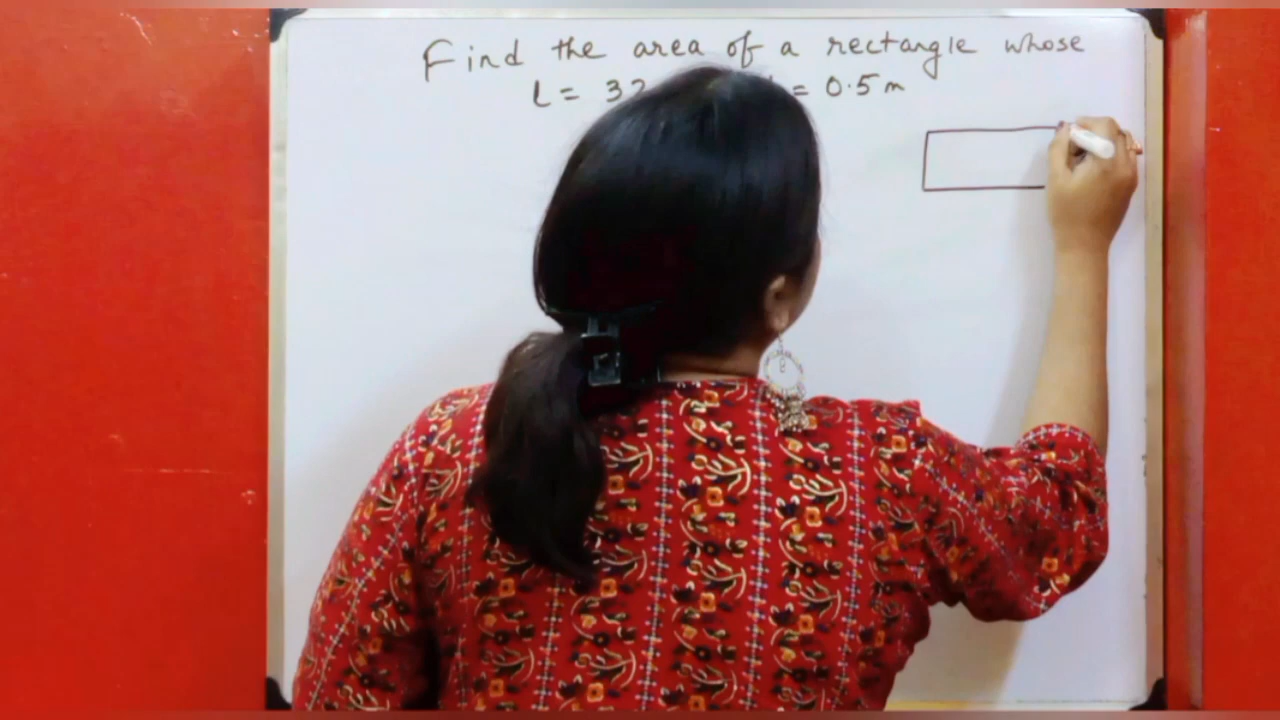 Find the area of a rectangle whose
l = 32 = 0.5 m